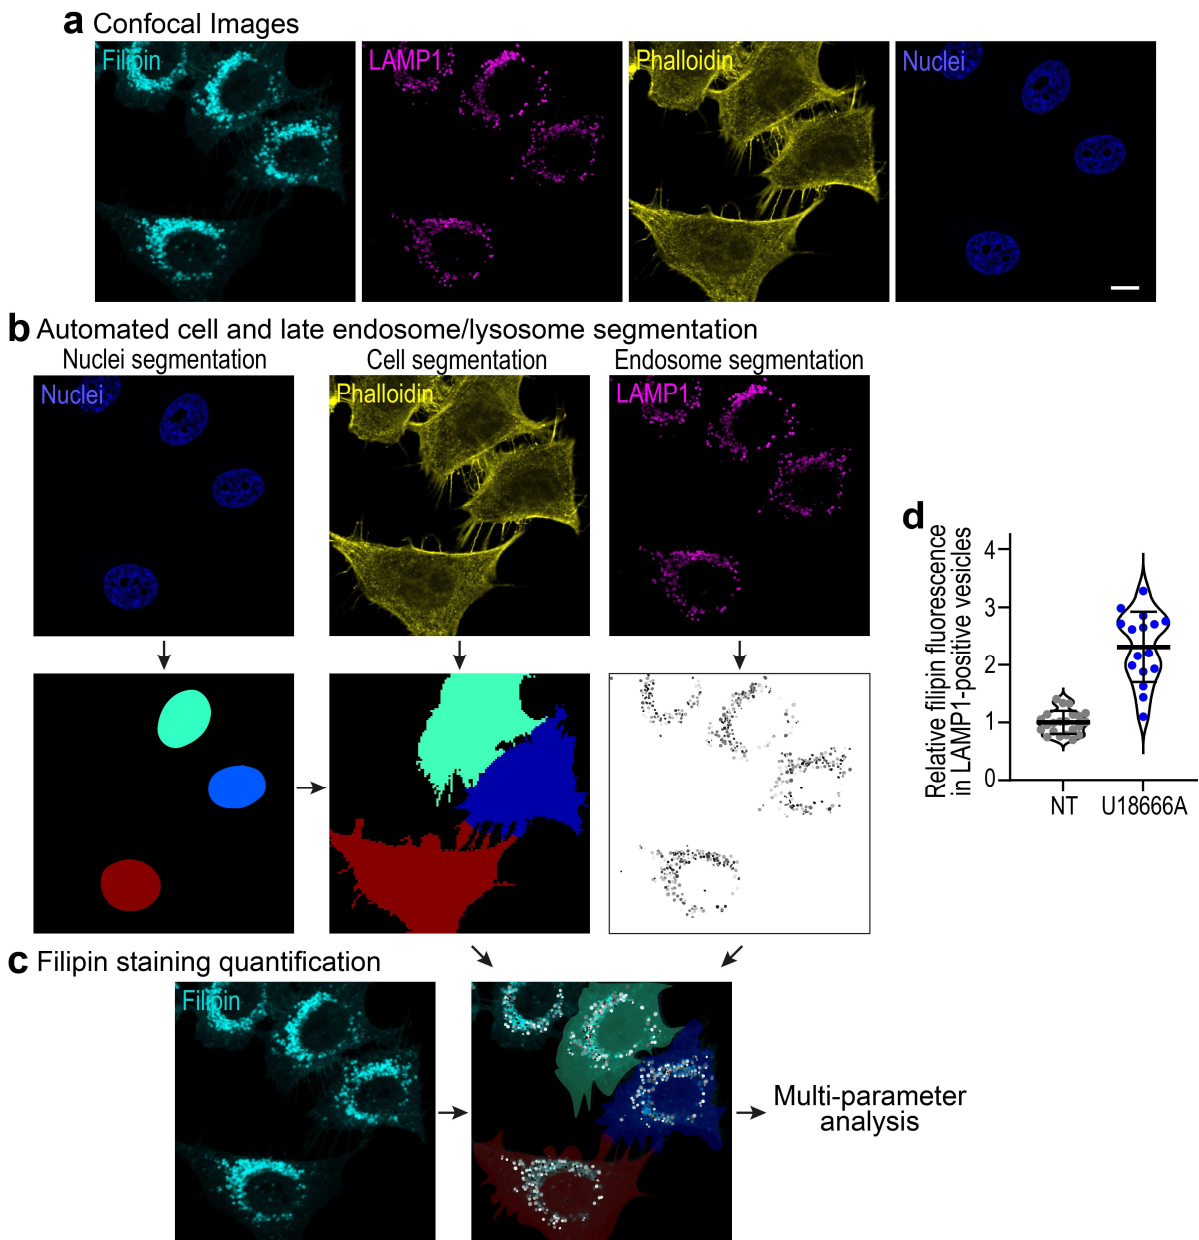 a Confocal Images
Filipin
LAMP1
Phalloidin
Nuclei
b Automated cell and late endosome/lysosome segmentation
Nuclei segmentation
Cell segmentation
Endosome segmentation
Nuclei
Phalloidin
LAMP1
c Filipin staining quantification
Filipin
Multi-parameter
analysis
d
Relative filipin fluorescence
in LAMP1-positive vesicles
4
3
2
1
0
NT
U18666A